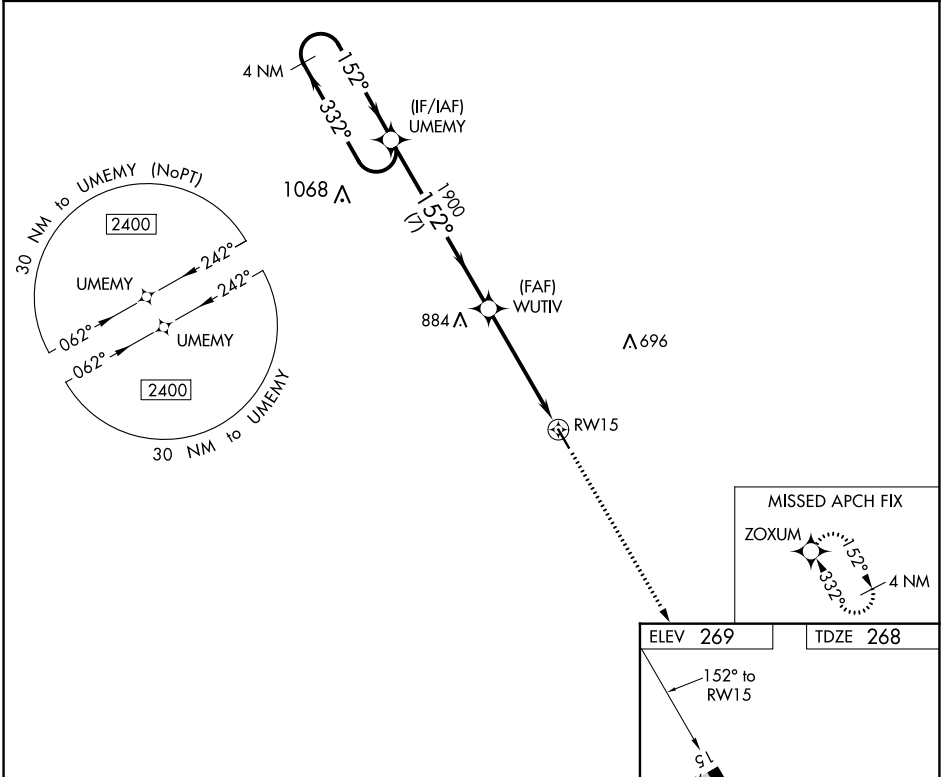 4 NM
152°
332°
(IF/IAF)
UMEMY
1068
1900
152°
(7)
30 NM to UMEMY (NoPT)
2400
242°
UMEMY
062°
242°
UMEMY
062°
2400
30 NM to UMEMY
(FAF)
WUTIV
884
696
RW15
MISSED APCH FIX
ZOXUM
152°
332°
4 NM
ELEV 269
TDZE 268
152° to
RW15
15